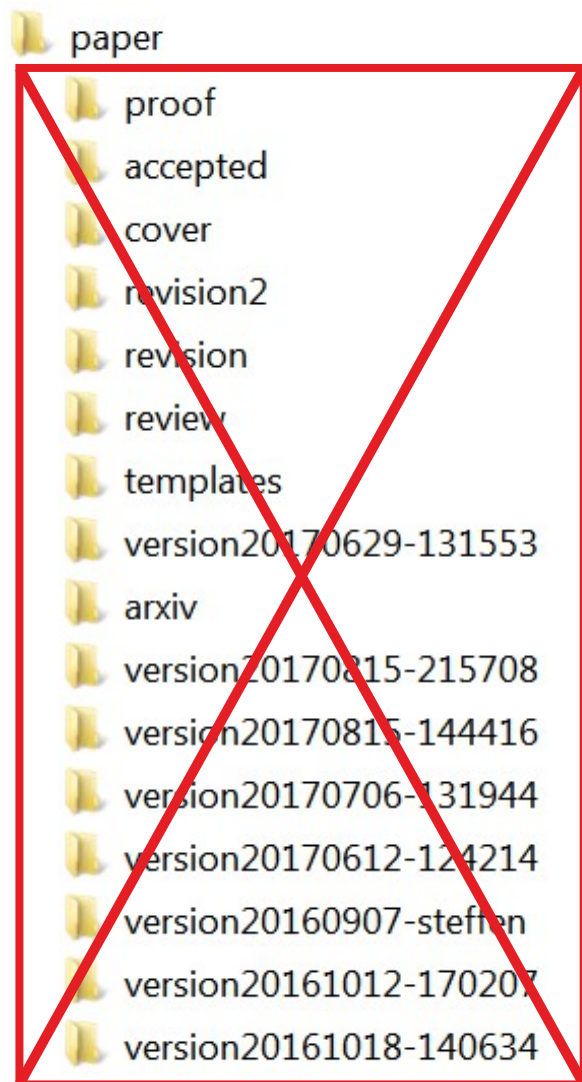 paper
proof
accepted
cover
revision2
revision
review
templates
version20170629-131553
arxiv
version20170815-215708
version20170815-144416
version20170706-131944
version20170612-124214
version20160907-steffen
version20161012-170207
version20161018-140634